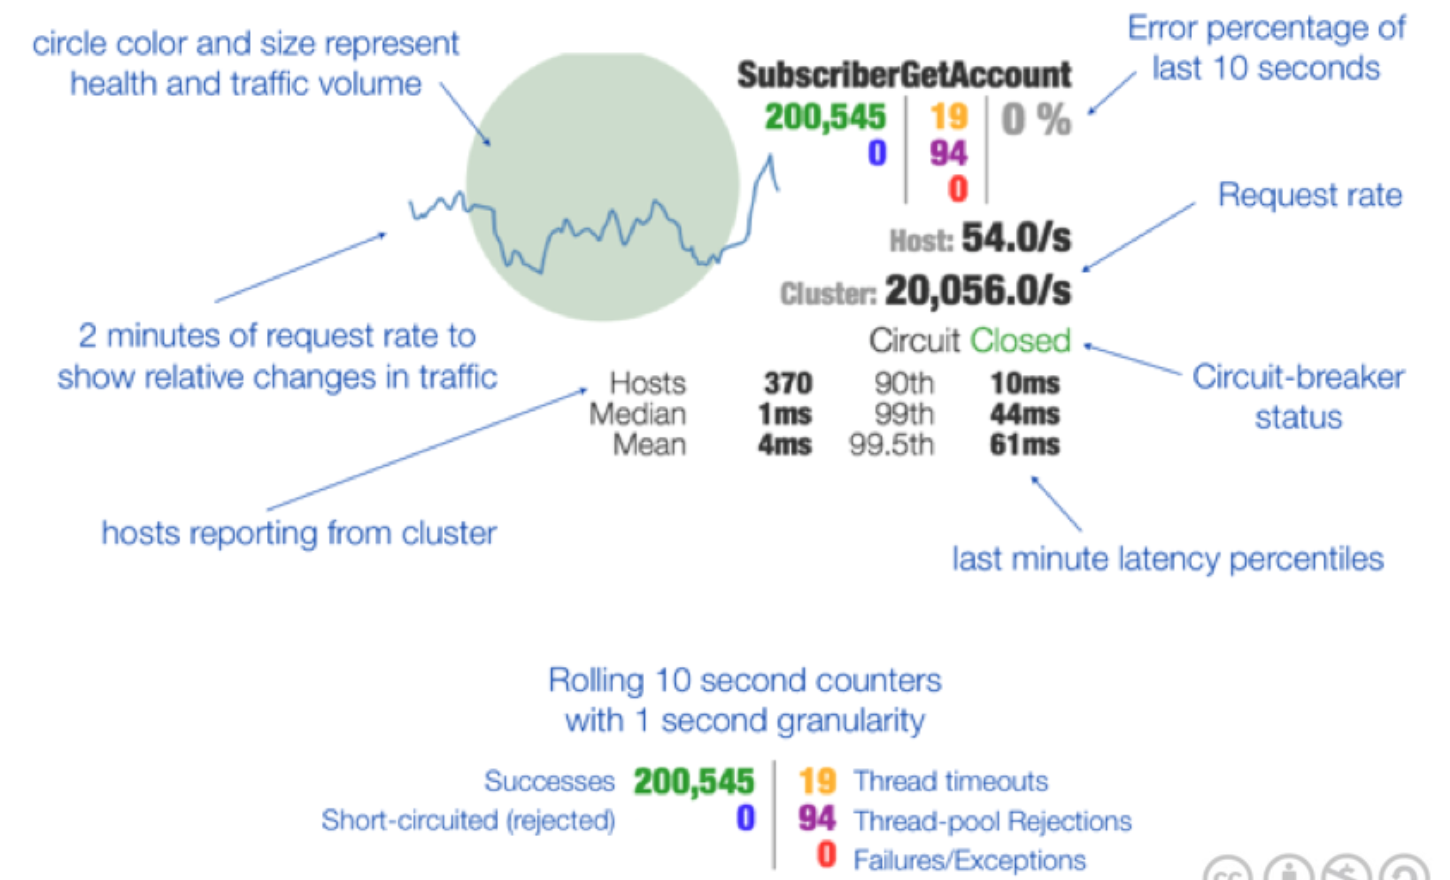 circle color and size represent
health and traffic volume
Error percentage of
last 10 seconds
SubscriberGetAccount
200,545 19 0 %
0 94
0
Request rate
Host: 54.0/s
Cluster: 20,056.0/s
2 minutes of request rate to
show relative changes in traffic
Circuit Closed
Circuit-breaker
status
Hosts 370 90th 10ms
Median 1ms 99th 44ms
Mean 4ms 99.5th 61ms
hosts reporting from cluster
last minute latency percentiles
Rolling 10 second counters
with 1 second granularity
Successes 200,545 19 Thread timeouts
Short-circuited (rejected) 0 94 Thread-pool Rejections
0 Failures/Exceptions
cc